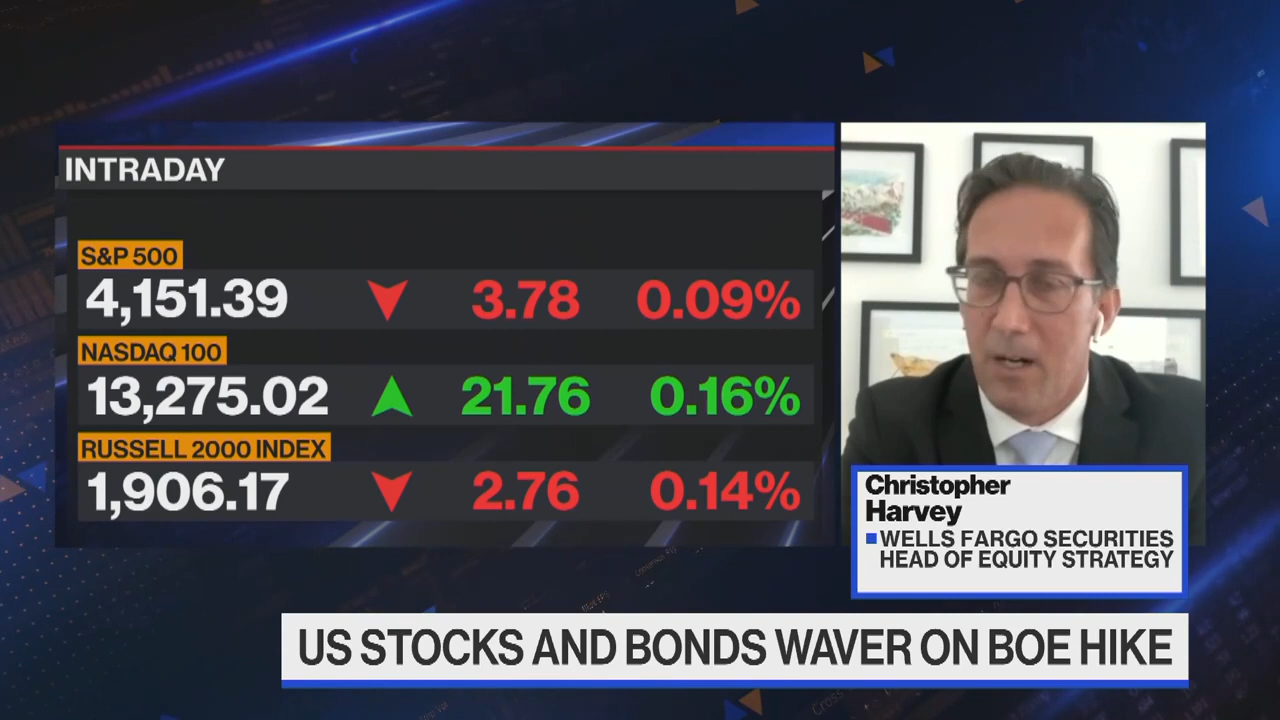 INTRADAY
S&P 500
4,151.39 3.78 0.09%
NASDAQ 100
13,275.02 21.76 0.16%
RUSSELL 2000 INDEX
1,906.17 2.76 0.14%
Christopher
Harvey
WELLS FARGO SECURITIES
HEAD OF EQUITY STRATEGY
US STOCKS AND BONDS WAVER ON BOE HIKE